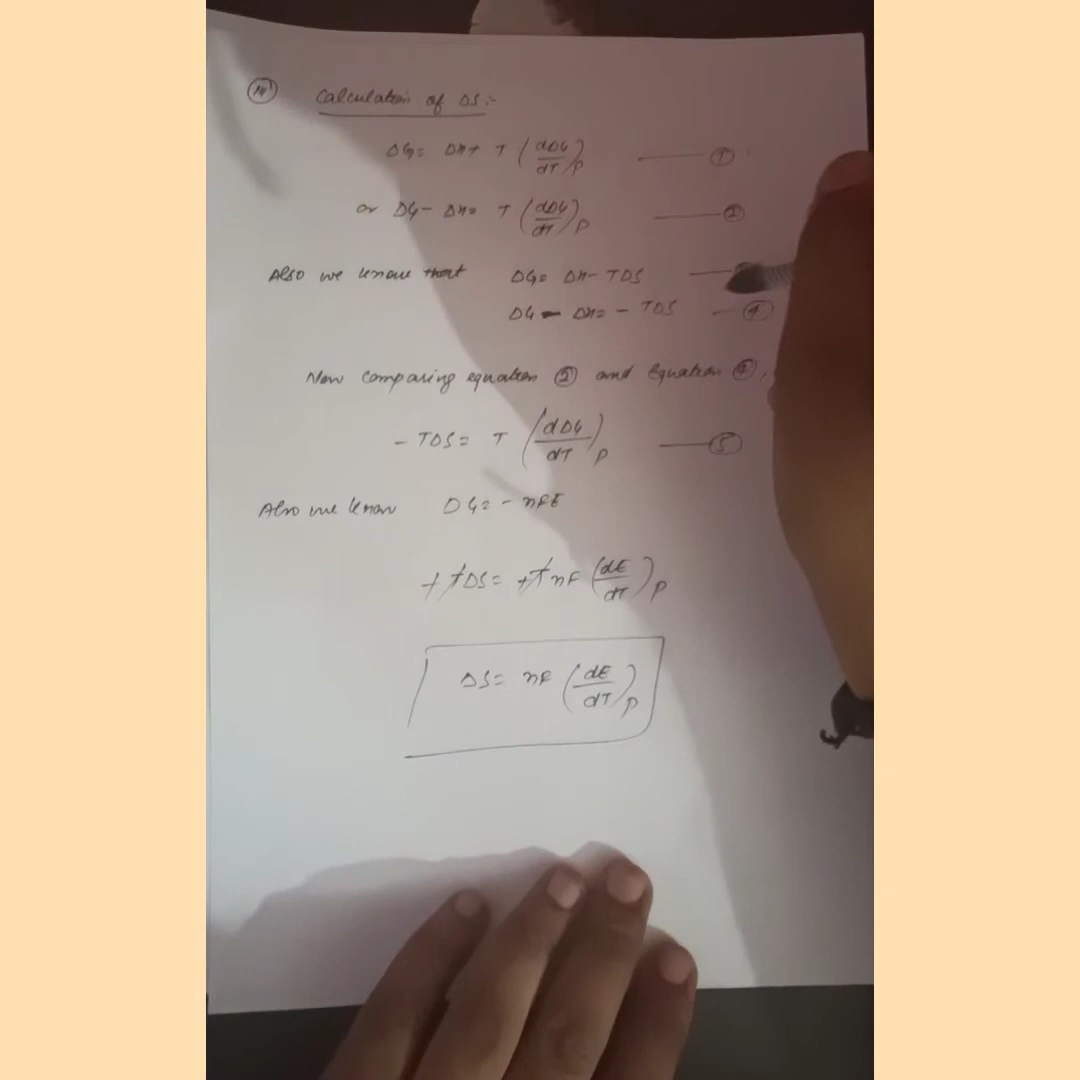 Calculation of ΔS:-
ΔG = ΔH + T (dΔG/dT)P ——— ①
or ΔG - ΔH = T (dΔG/dT)P ——— ②
Also we know that ΔG = ΔH - TΔS ———
ΔG - ΔH = - TΔS — ④
Now comparing equation ② and Equation ④,
- TΔS = T (dΔG/dT)P ——— ⑤
Also we know ΔG = - nFE
+ TΔS = + T nF (dE/dT)P
ΔS = nF (dE/dT)P